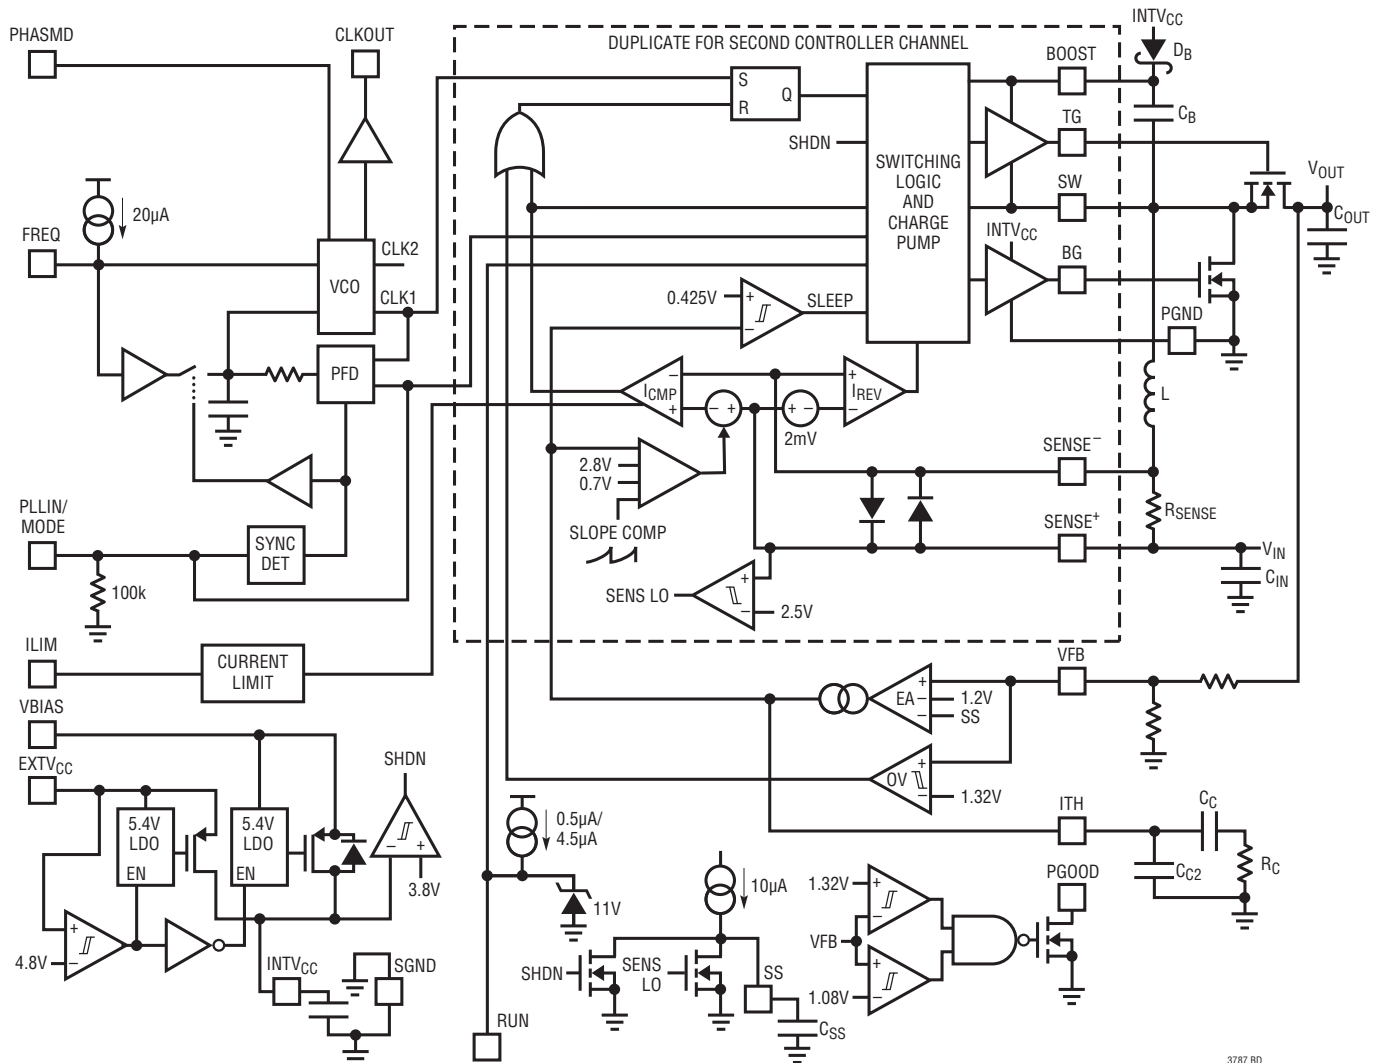 PHASMD
CLKOUT
DUPLICATE FOR SECOND CONTROLLER CHANNEL
INTVCC
DB
BOOST
CB
S
R
Q
TG
SHDN
SWITCHING
LOGIC
AND
CHARGE
PUMP
VOUT
SW
COUT
20µA
FREQ
VCO
CLK2
CLK1
INTVCC
BG
0.425V
+
–
SLEEP
PGND
PFD
ICMP
–
+
– +
+ –
2mV
+
–
IREV
L
2.8V
0.7V
SLOPE COMP
SENSE–
RSENSE
PLLIN/
MODE
SYNC
DET
SENSE+
VIN
CIN
100k
SENS LO
+
–
2.5V
ILIM
CURRENT
LIMIT
VFB
EA
+
–
–
1.2V
SS
VBIAS
EXTVCC
SHDN
OV
+
–
1.32V
5.4V
LDO
EN
5.4V
LDO
EN
+
3.8V
0.5µA/
4.5µA
ITH
CC
CC2
RC
11V
10µA
1.32V
+
–
PGOOD
+
–
4.8V
VFB
INTVCC
SGND
SHDN
SENS
LO
SS
+
–
1.08V
RUN
CSS
3787 BD